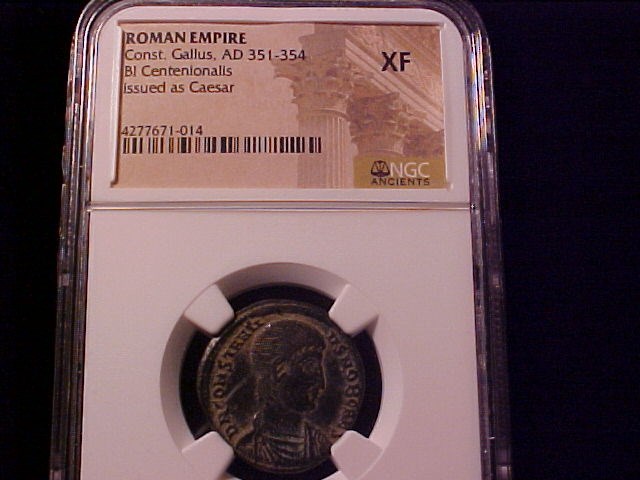 ROMAN EMPIRE
Const. Gallus, AD 351-354
BI Centenionalis
issued as Caesar
XF
4277671-014
NGC
ANCIENTS